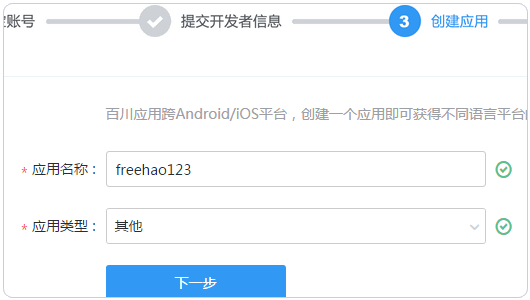 账号
提交开发者信息
3
创建应用
百川应用跨Android/iOS平台，创建一个应用即可获得不同语言平台
* 应用名称：
freehao123
* 应用类型：
其他
下一步